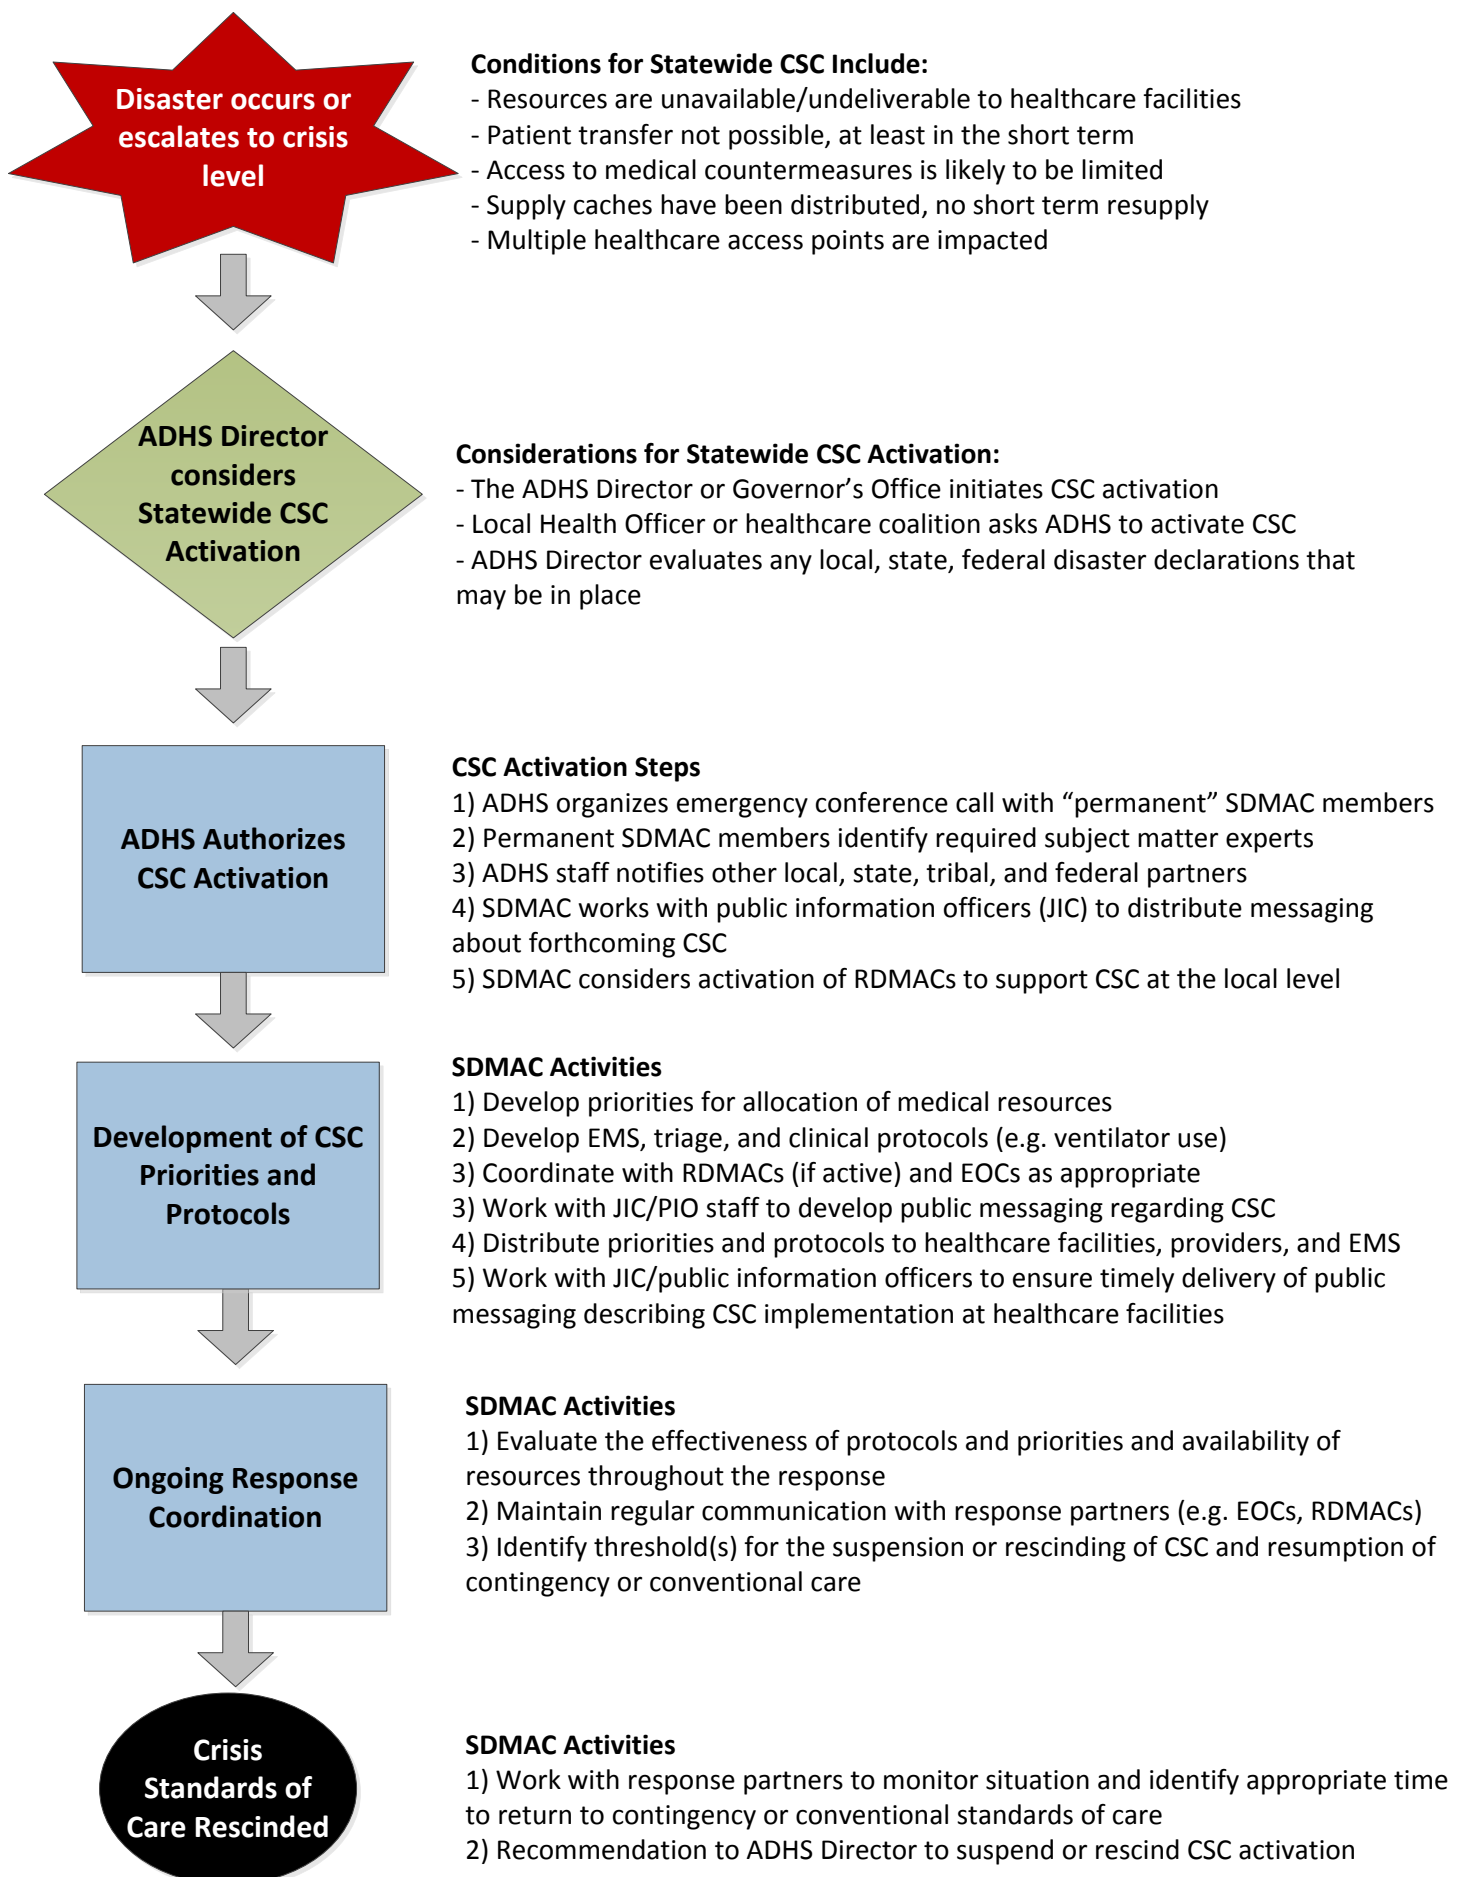 Disaster occurs or
escalates to crisis
level
Conditions for Statewide CSC Include:
- Resources are unavailable/undeliverable to healthcare facilities
- Patient transfer not possible, at least in the short term
- Access to medical countermeasures is likely to be limited
- Supply caches have been distributed, no short term resupply
- Multiple healthcare access points are impacted
ADHS Director
considers
Statewide CSC
Activation
Considerations for Statewide CSC Activation:
- The ADHS Director or Governor’s Office initiates CSC activation
- Local Health Officer or healthcare coalition asks ADHS to activate CSC
- ADHS Director evaluates any local, state, federal disaster declarations that
may be in place
ADHS Authorizes
CSC Activation
CSC Activation Steps
1) ADHS organizes emergency conference call with “permanent” SDMAC members
2) Permanent SDMAC members identify required subject matter experts
3) ADHS staff notifies other local, state, tribal, and federal partners
4) SDMAC works with public information officers (JIC) to distribute messaging
about forthcoming CSC
5) SDMAC considers activation of RDMACs to support CSC at the local level
Development of CSC
Priorities and
Protocols
SDMAC Activities
1) Develop priorities for allocation of medical resources
2) Develop EMS, triage, and clinical protocols (e.g. ventilator use)
3) Coordinate with RDMACs (if active) and EOCs as appropriate
3) Work with JIC/PIO staff to develop public messaging regarding CSC
4) Distribute priorities and protocols to healthcare facilities, providers, and EMS
5) Work with JIC/public information officers to ensure timely delivery of public
messaging describing CSC implementation at healthcare facilities
Ongoing Response
Coordination
SDMAC Activities
1) Evaluate the effectiveness of protocols and priorities and availability of
resources throughout the response
2) Maintain regular communication with response partners (e.g. EOCs, RDMACs)
3) Identify threshold(s) for the suspension or rescinding of CSC and resumption of
contingency or conventional care
Crisis
Standards of
Care Rescinded
SDMAC Activities
1) Work with response partners to monitor situation and identify appropriate time
to return to contingency or conventional standards of care
2) Recommendation to ADHS Director to suspend or rescind CSC activation